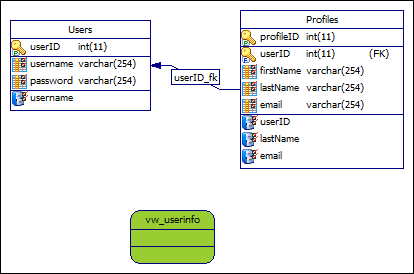 Users
userID int(11)
username varchar(254)
password varchar(254)
username
userID_fk
Profiles
profileID int(11)
userID int(11) (FK)
firstName varchar(254)
lastName varchar(254)
email varchar(254)
userID
lastName
email
vw_userinfo